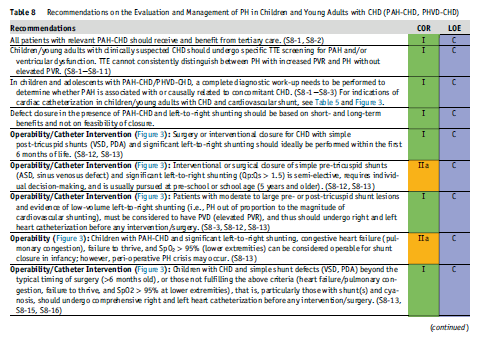 Table 8 Recommendations on the Evaluation and Management of PH in Children and Young Adults with CHD (PAH-CHD, PHVD-CHD)
Recommendations COR LOE
All patients with relevant PAH-CHD should receive and benefit from tertiary care. (S8-1, S8-2) I C
Children/young adults with clinically suspected CHD should undergo specific TTE screening for PAH and/or I C
ventricular dysfunction. TTE cannot consistently distinguish between PH with increased PVR and PH without
elevated PVR. (S8-1—S8-11)
In children and adolescents with PAH-CHD/PHVD-CHD, a complete diagnostic work-up needs to be performed to I C
determine whether PAH is associated with or causally related to concomitant CHD. (S8-1—S8-3) For indications of
cardiac catheterization in children/young adults with CHD and cardiovascular shunt, see Table 5 and Figure 3.
Defect closure in the presence of PAH-CHD and left-to-right shunting should be based on short- and long-term I C
benefits and not on feasibility of closure.
Operability/Catheter Intervention (Figure 3): Surgery or interventional closure for CHD with simple I C
post-tricuspid shunts (VSD, PDA) and significant left-to-right shunting should ideally be performed within the first
6 months of life. (S8-12, S8-13)
Operability/Catheter Intervention (Figure 3): Interventional or surgical closure of simple pre-tricuspid shunts IIa C
(ASD, sinus venosus defect) and significant left-to-right shunting (Qp:Qs > 1.5) is semi-elective, requires individ-
ual decision-making, and is usually pursued at pre-school or school age (5 years and older). (S8-12, S8-13)
Operability/Catheter Intervention (Figure 3): Patients with moderate to large pre- or post-tricuspid shunt lesions I C
and evidence of low-volume left-to-right shunting (i.e., PH out of proportion to the magnitude of
cardiovascular shunting), must be considered to have PVD (elevated PVR), and thus should undergo right and left
heart catheterization before any intervention/surgery. (S8-3, S8-12, S8-13)
Operability (Figure 3): Children with PAH-CHD and significant left-to-right shunting, congestive heart failure (pul- IIa C
monary congestion), failure to thrive, and SpO2 > 95% (lower extremities) can be considered operable for shunt
closure in infancy; however, peri-operative PH crisis may occur. (S8-13)
Operability/Catheter Intervention (Figure 3): Children with CHD and simple shunt defects (VSD, PDA) beyond the I C
typical timing of surgery (>6 months old), or those not fulfilling the above criteria (heart failure/pulmonary con-
gestion, failure to thrive, and SpO2 > 95% at lower extremities), that is, particularly those with shunt(s) and cya-
nosis, should undergo comprehensive right and left heart catheterization before any intervention/surgery. (S8-13,
S8-15, S8-16)
(continued)